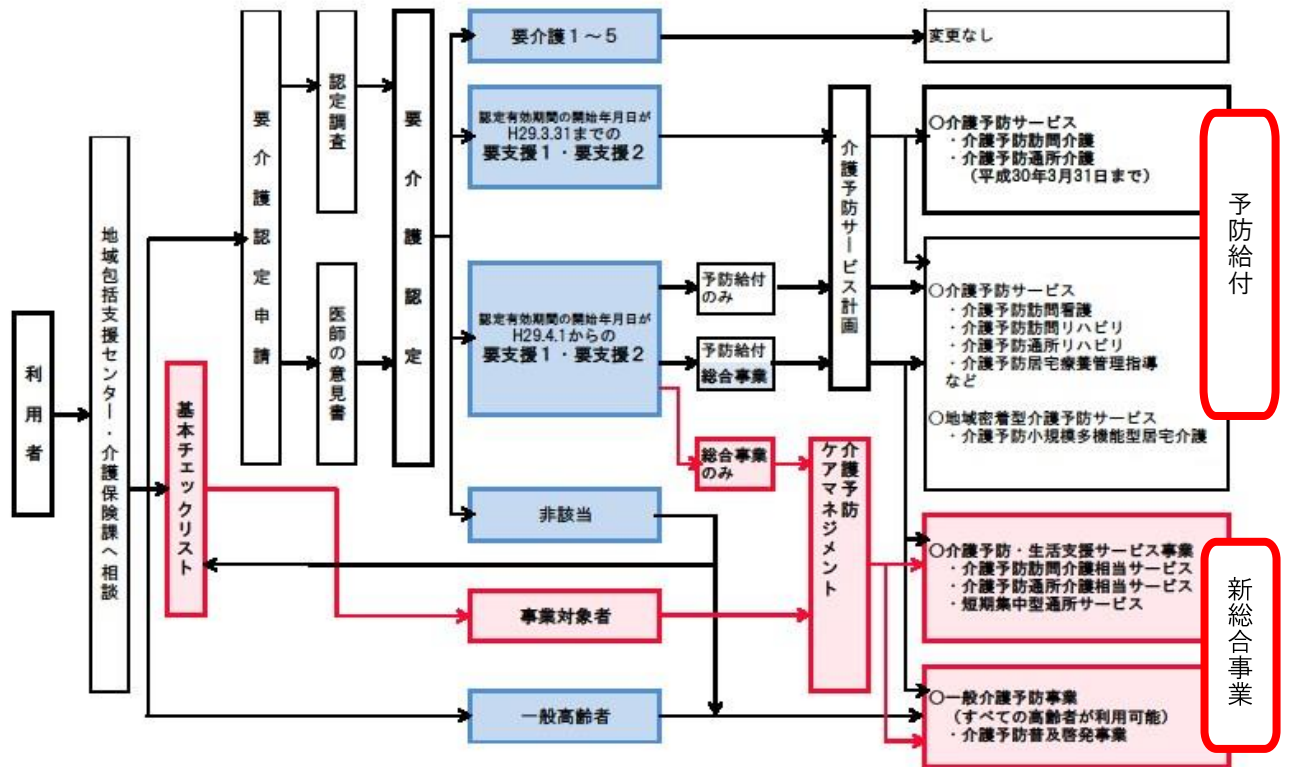 利用者
地域包括支援センター・介護保険課へ相談
基本チェックリスト
要介護認定申請
認定調査
医師の意見書
要介護認定
要介護１～５
認定有効期間の開始年月日が
H29.3.31までの
要支援１・要支援２
認定有効期間の開始年月日が
H29.4.1からの
要支援１・要支援２
非該当
事業対象者
一般高齢者
予防給付
のみ
予防給付
総合事業
総合事業
のみ
介護予防サービス計画
介護予防
ケアマネジメント
変更なし
○介護予防サービス
・介護予防訪問介護
・介護予防通所介護
（平成30年3月31日まで）
○介護予防サービス
・介護予防訪問看護
・介護予防訪問リハビリ
・介護予防通所リハビリ
・介護予防居宅療養管理指導
など
○地域密着型介護予防サービス
・介護予防小規模多機能型居宅介護
○介護予防・生活支援サービス事業
・介護予防訪問介護相当サービス
・介護予防通所介護相当サービス
・短期集中型通所サービス
○一般介護予防事業
（すべての高齢者が利用可能）
・介護予防普及啓発事業
予防給付
新総合事業